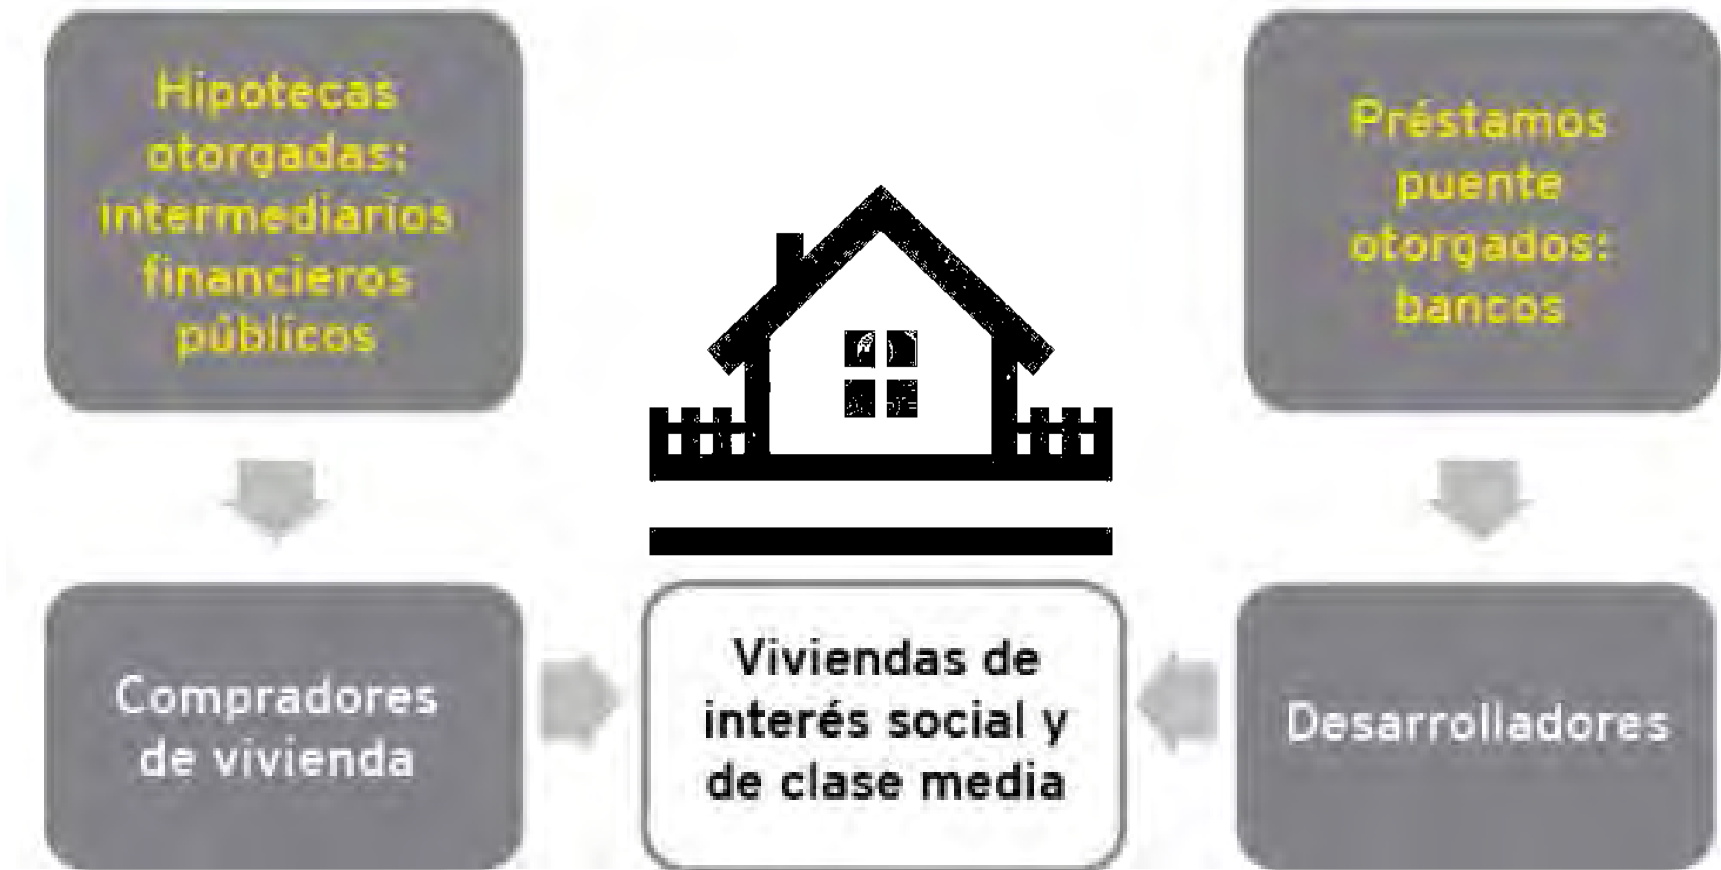 Hipotecas
otorgadas:
intermediarios
financieros
públicos
Préstamos
puente
otorgados:
bancos
Compradores
de vivienda
Viviendas de
interés social y
de clase media
Desarrolladores